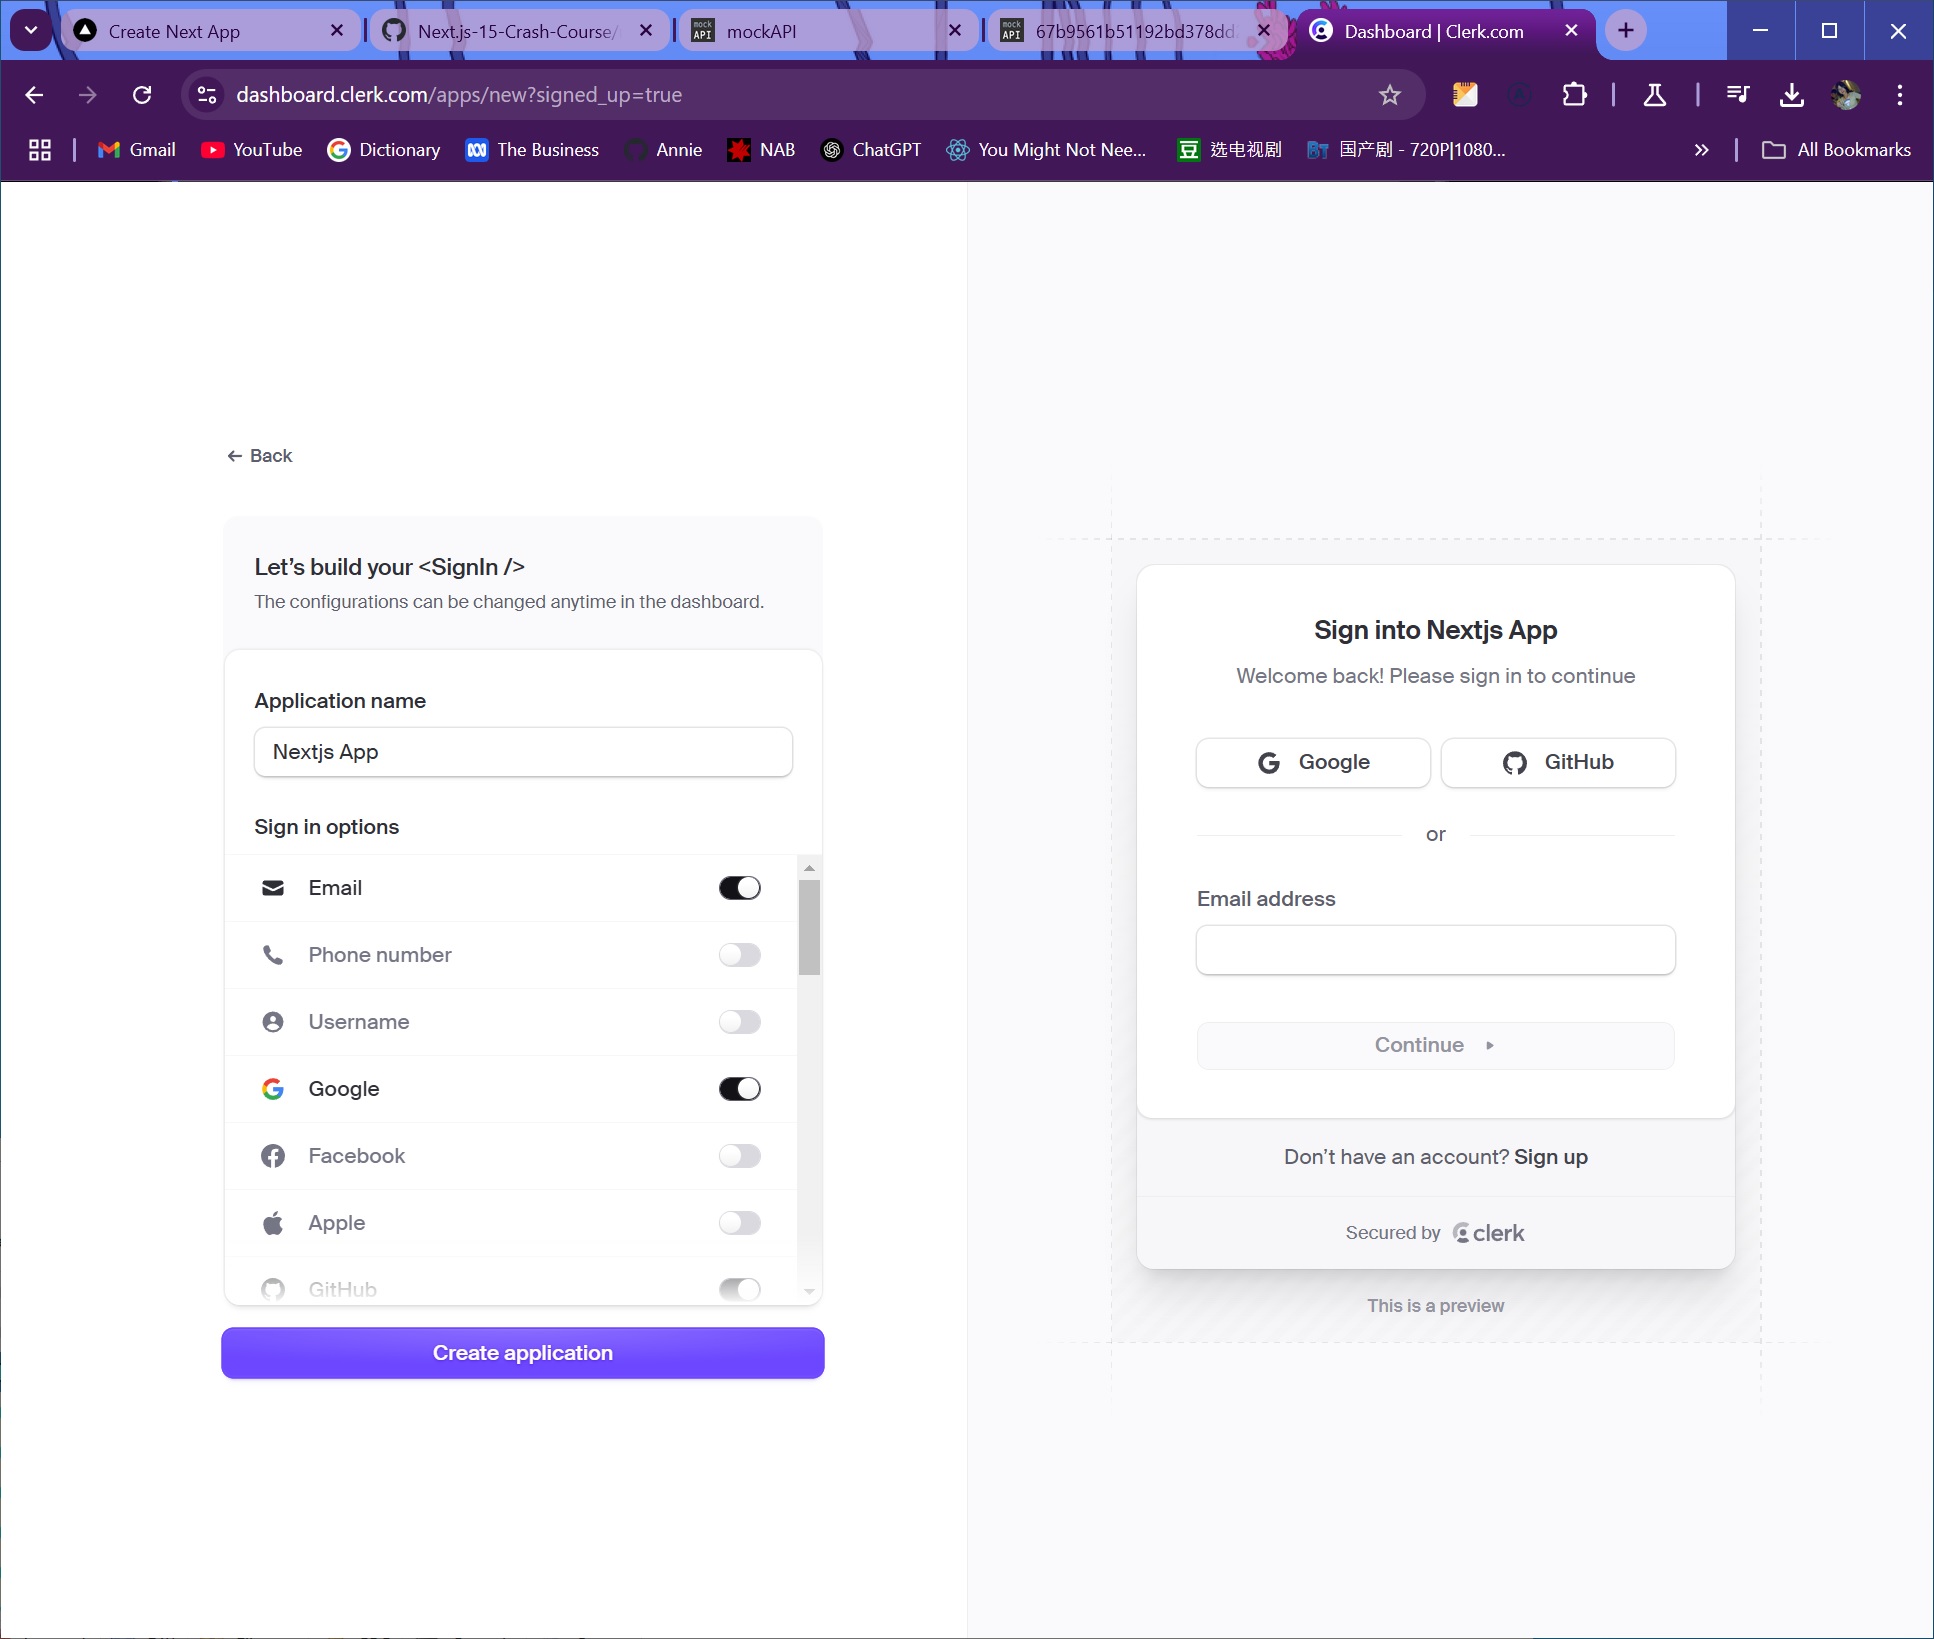 Create Next App
Next.js-15-Crash-Course/
mockAPI
67b9561b51192bd378dd
Dashboard | Clerk.com
dashboard.clerk.com/apps/new?signed_up=true
Gmail
YouTube
Dictionary
The Business
Annie
NAB
ChatGPT
You Might Not Nee...
豆 选电视剧
BT 国产剧 - 720P|1080...
All Bookmarks
Back
Let's build your <SignIn />
The configurations can be changed anytime in the dashboard.
Application name
Nextjs App
Sign in options
Email
Phone number
Username
Google
Facebook
Apple
GitHub
Create application
Sign into Nextjs App
Welcome back! Please sign in to continue
Google
GitHub
or
Email address
Continue
Don't have an account? Sign up
Secured by clerk
This is a preview